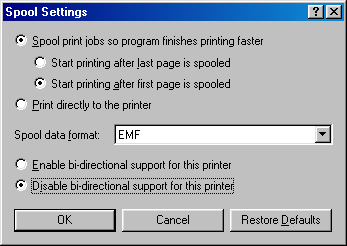 Spool Settings
Spool print jobs so program finishes printing faster
Start printing after last page is spooled
Start printing after first page is spooled
Print directly to the printer
Spool data format: EMF
Enable bi-directional support for this printer
Disable bi-directional support for this printer
OK Cancel Restore Defaults